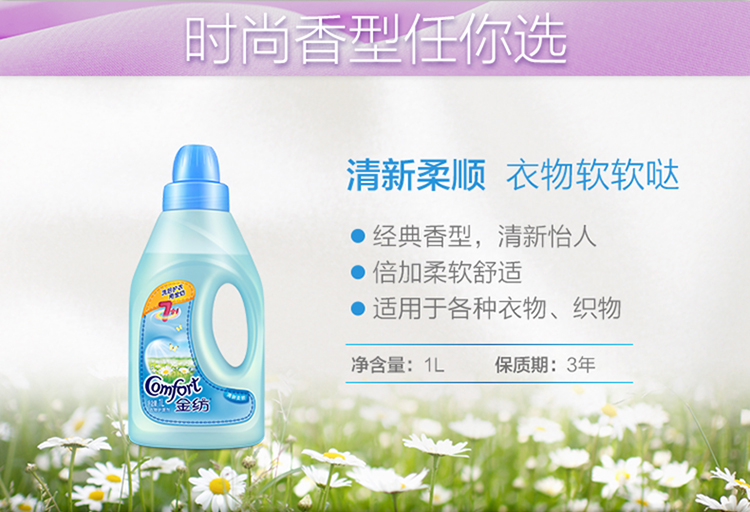 时尚香型任你选
清新柔顺 衣物软软哒
经典香型，清新怡人
倍加柔软舒适
适用于各种衣物、织物
净含量：1L 保质期：3年
Comfort
金纺